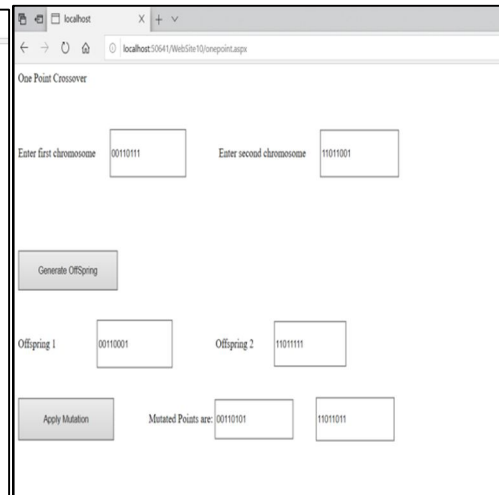 localhost
localhost:50641/WebSite10/onepoint.aspx
One Point Crossover
Enter first chromosome 00110111 Enter second chromosome 11011001
Generate OffSpring
Offspring 1 00110001 Offspring 2 11011111
Apply Mutation Mutated Points are: 00110101 11011011